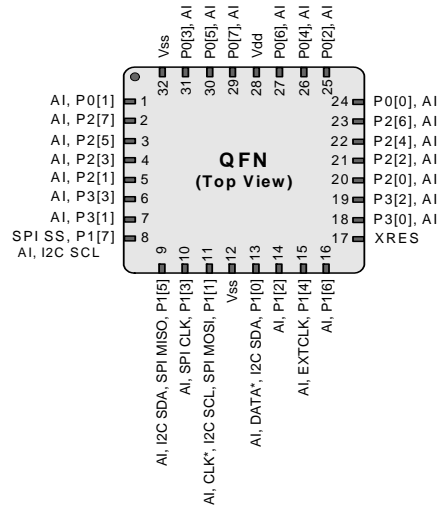 Vss
P0[3], AI
P0[5], AI
P0[7], AI
Vdd
P0[6], AI
P0[4], AI
P0[2], AI
32
31
30
29
28
27
26
25
AI, P0[1] 1
AI, P2[7] 2
AI, P2[5] 3
AI, P2[3] 4
AI, P2[1] 5
AI, P3[3] 6
AI, P3[1] 7
SPI SS, P1[7] 8
AI, I2C SCL
QFN
(Top View)
24 P0[0], AI
23 P2[6], AI
22 P2[4], AI
21 P2[2], AI
20 P2[0], AI
19 P3[2], AI
18 P3[0], AI
17 XRES
9
10
11
12
13
14
15
16
AI, I2C SDA, SPI MISO, P1[5]
AI, SPI CLK, P1[3]
AI, CLK*, I2C SCL, SPI MOSI, P1[1]
Vss
AI, DATA*, I2C SDA, P1[0]
AI, P1[2]
AI, EXTCLK, P1[4]
AI, P1[6]